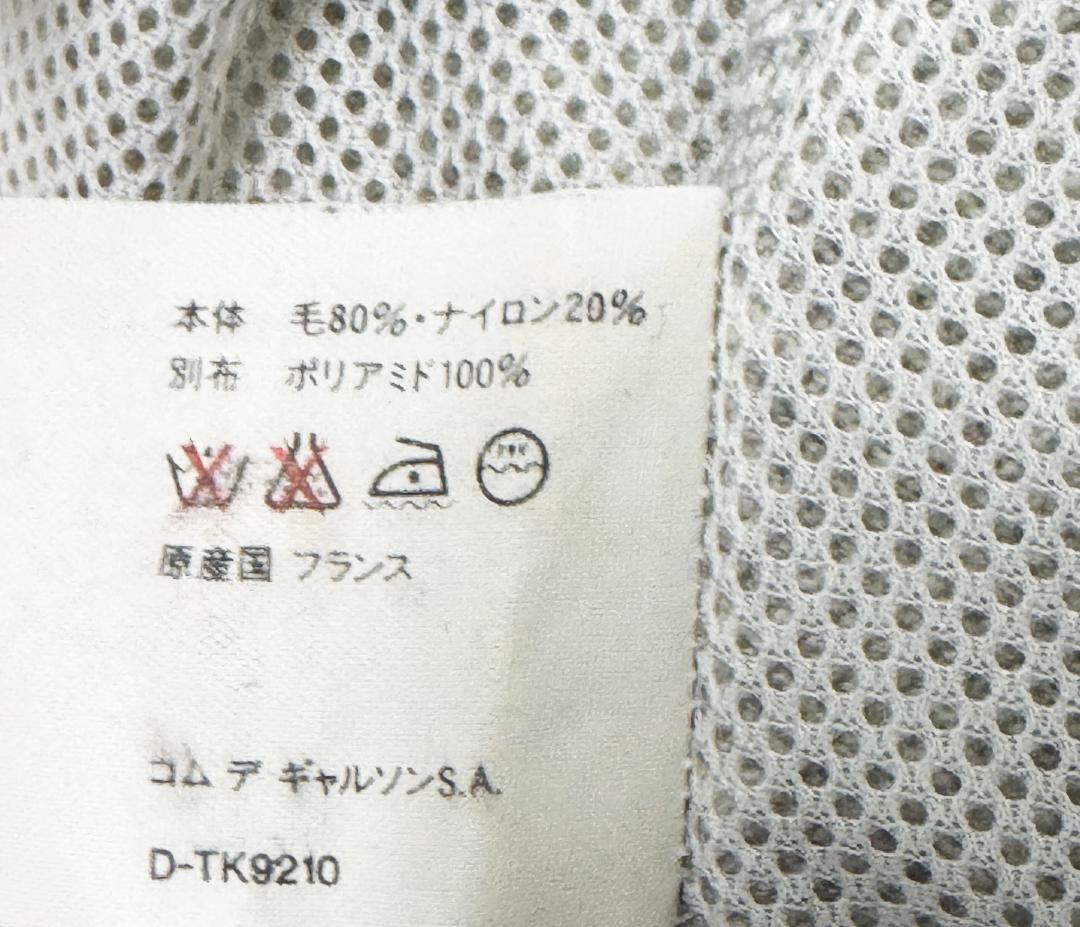 本体 毛80%・ナイロン20%
別布 ポリアミド100%
原産国 フランス
コム デ ギャルソンS.A.
D-TK9210